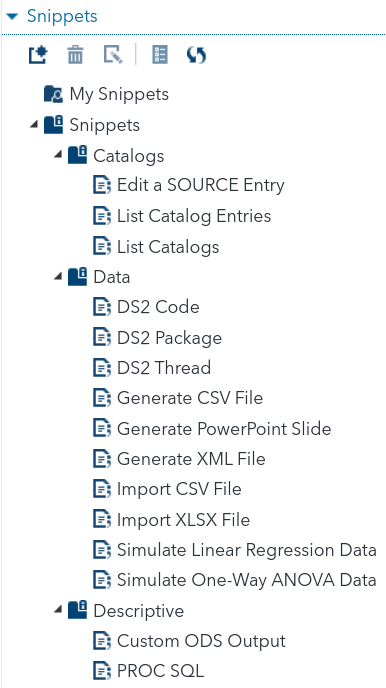 Snippets
My Snippets
Snippets
Catalogs
Edit a SOURCE Entry
List Catalog Entries
List Catalogs
Data
DS2 Code
DS2 Package
DS2 Thread
Generate CSV File
Generate PowerPoint Slide
Generate XML File
Import CSV File
Import XLSX File
Simulate Linear Regression Data
Simulate One-Way ANOVA Data
Descriptive
Custom ODS Output
PROC SQL